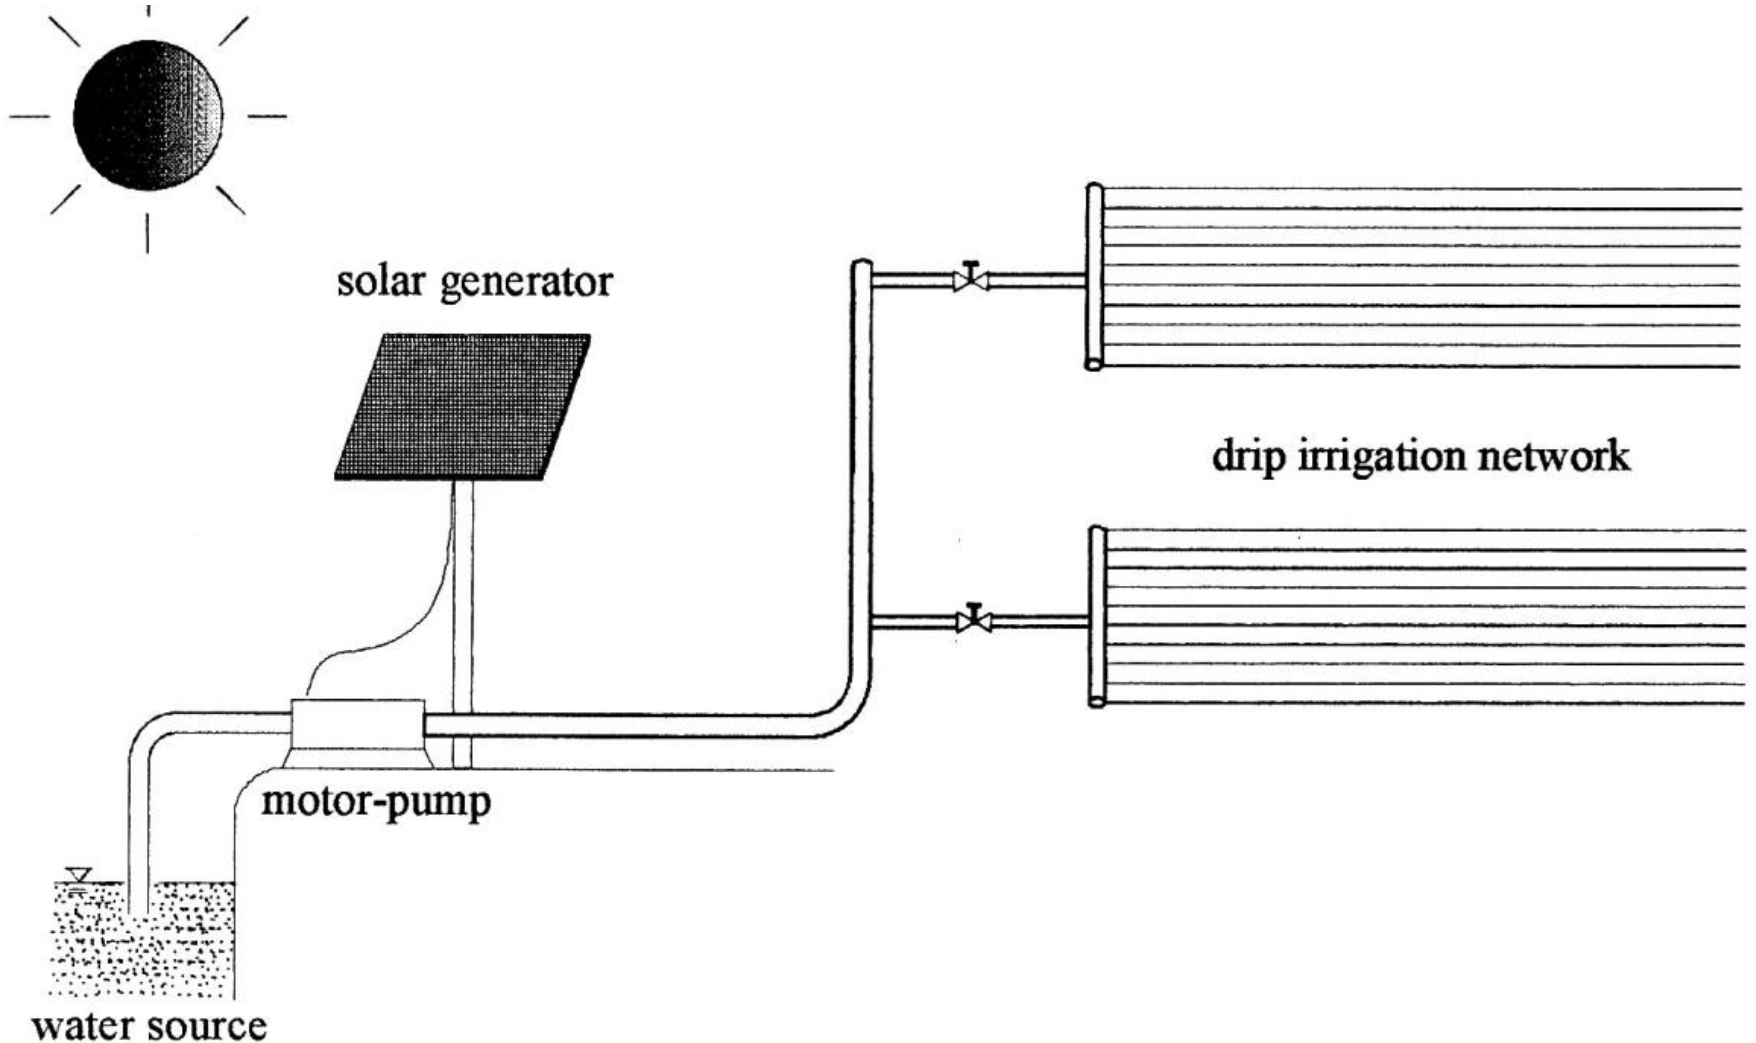 solar generator
drip irrigation network
motor-pump
water source